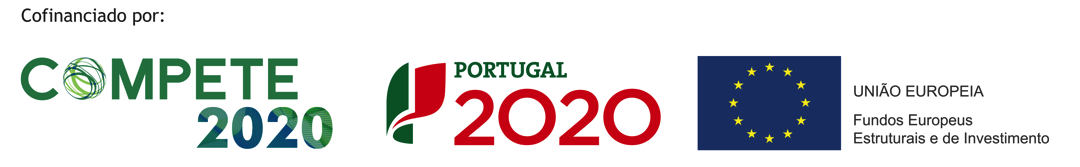 Cofinanciado por:
COMPETE
2020
PORTUGAL
2020
UNIÃO EUROPEIA
Fundos Europeus
Estruturais e de Investimento